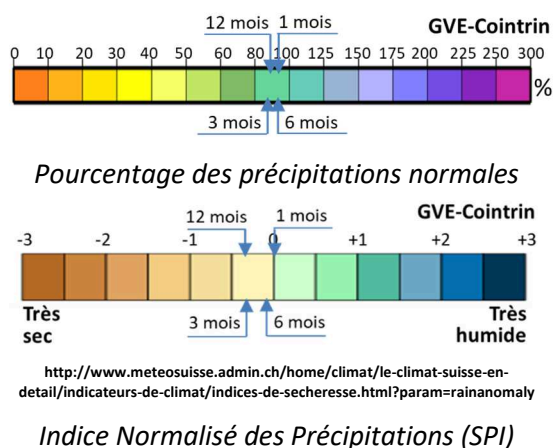 12 mois 1 mois GVE-Cointrin
0 10 20 30 40 50 60 80 90 100 125 150 175 200 225 250 300
%
3 mois 6 mois
Pourcentage des précipitations normales
GVE-Cointrin
12 mois 1 mois
-3 -2 -1 0 +1 +2 +3
Très sec 3 mois 6 mois Très humide
http://www.meteosuisse.admin.ch/home/climat/le-climat-suisse-en-
detail/indicateurs-de-climat/indices-de-secheresse.html?param=rainanomaly
Indice Normalisé des Précipitations (SPI)